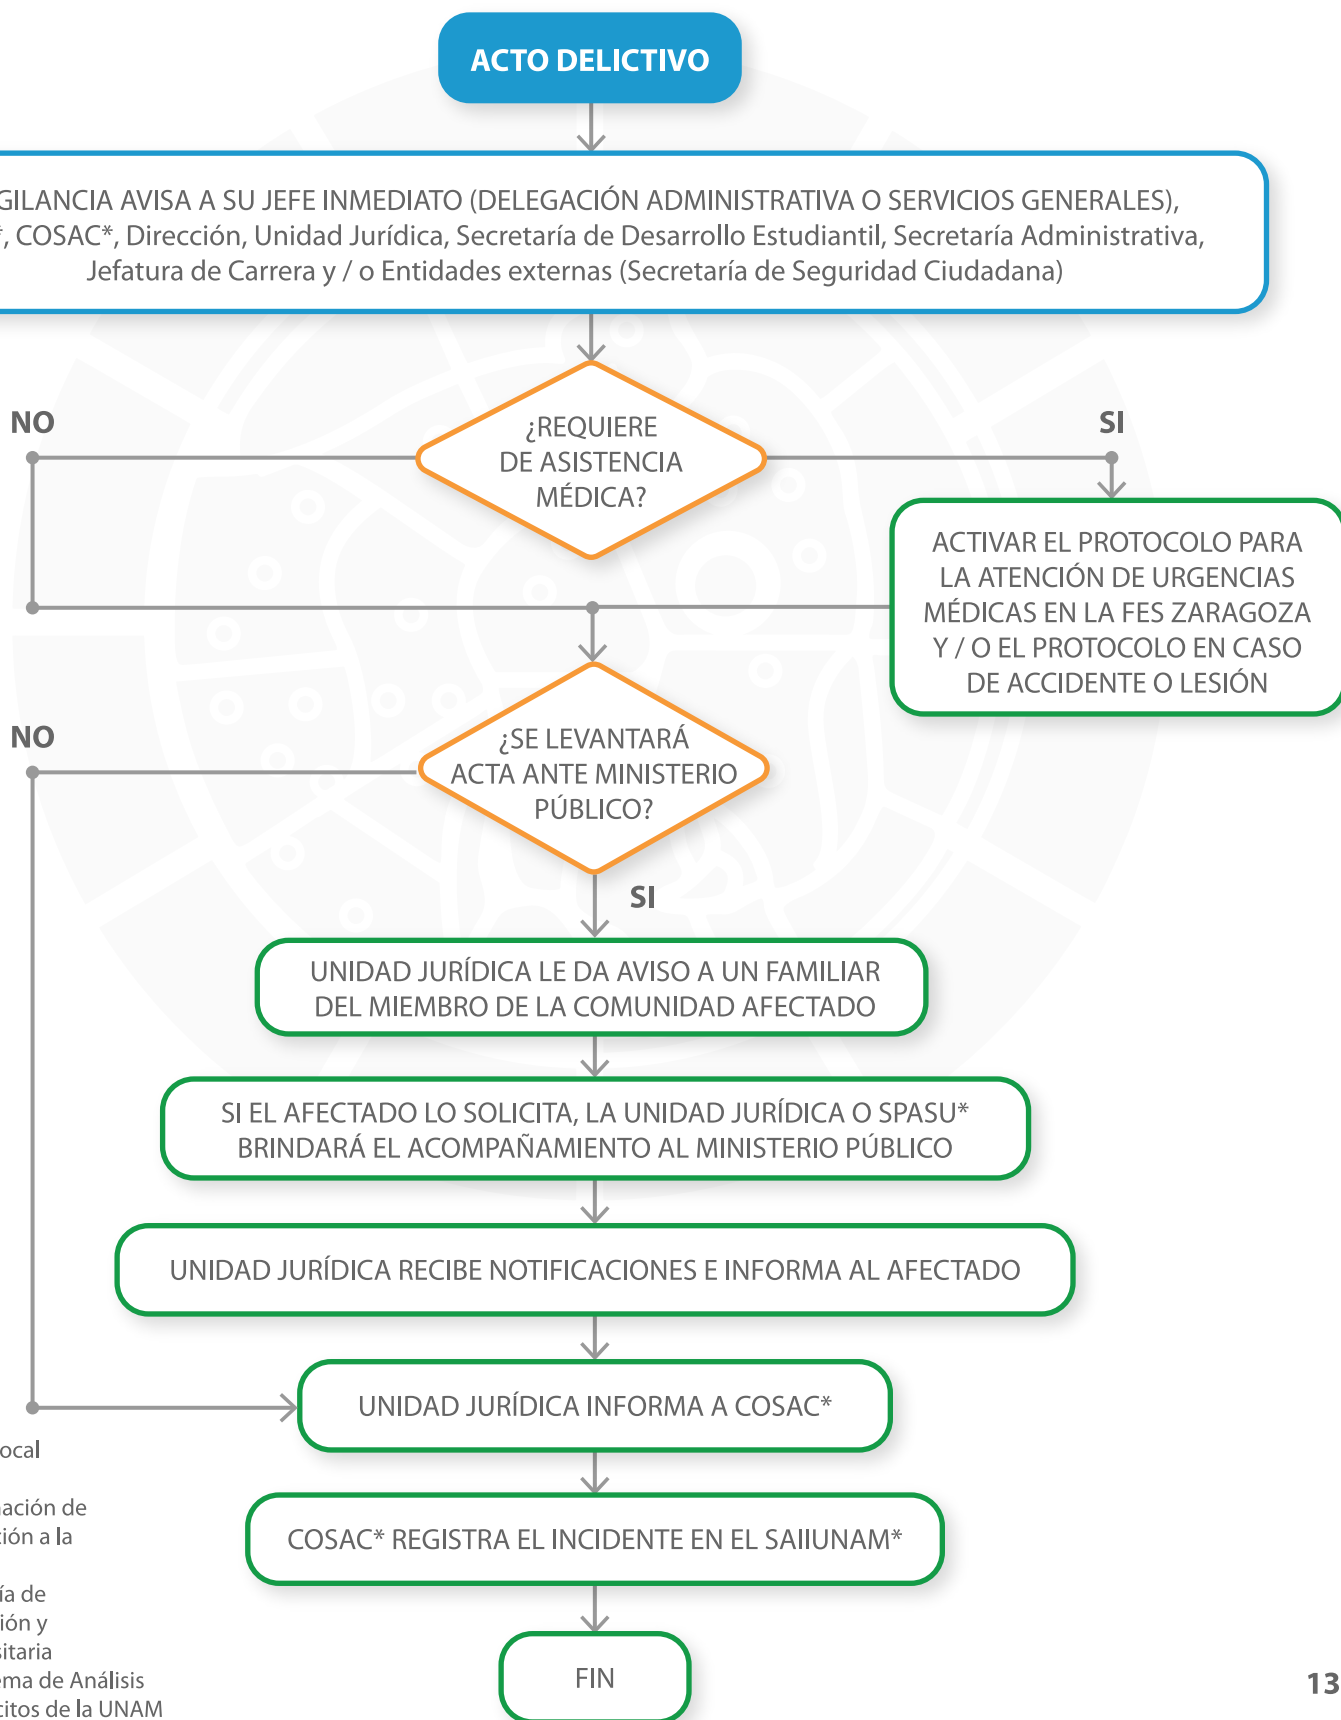 ACTO DELICTIVO
GILANCIA AVISA A SU JEFE INMEDIATO (DELEGACIÓN ADMINISTRATIVA O SERVICIOS GENERALES),
*, COSAC*, Dirección, Unidad Jurídica, Secretaría de Desarrollo Estudiantil, Secretaría Administrativa,
Jefatura de Carrera y / o Entidades externas (Secretaría de Seguridad Ciudadana)
NO
¿REQUIERE
DE ASISTENCIA
MÉDICA?
SI
ACTIVAR EL PROTOCOLO PARA
LA ATENCIÓN DE URGENCIAS
MÉDICAS EN LA FES ZARAGOZA
Y / O EL PROTOCOLO EN CASO
DE ACCIDENTE O LESIÓN
NO
¿SE LEVANTARÁ
ACTA ANTE MINISTERIO
PÚBLICO?
SI
UNIDAD JURÍDICA LE DA AVISO A UN FAMILIAR
DEL MIEMBRO DE LA COMUNIDAD AFECTADO
SI EL AFECTADO LO SOLICITA, LA UNIDAD JURÍDICA O SPASU*
BRINDARÁ EL ACOMPAÑAMIENTO AL MINISTERIO PÚBLICO
UNIDAD JURÍDICA RECIBE NOTIFICACIONES E INFORMA AL AFECTADO
UNIDAD JURÍDICA INFORMA A COSAC*
COSAC* REGISTRA EL INCIDENTE EN EL SAIIUNAM*
FIN
ocal
ación de
ción a la
ía de
ión y
sitaria
ema de Análisis
citos de la UNAM
13